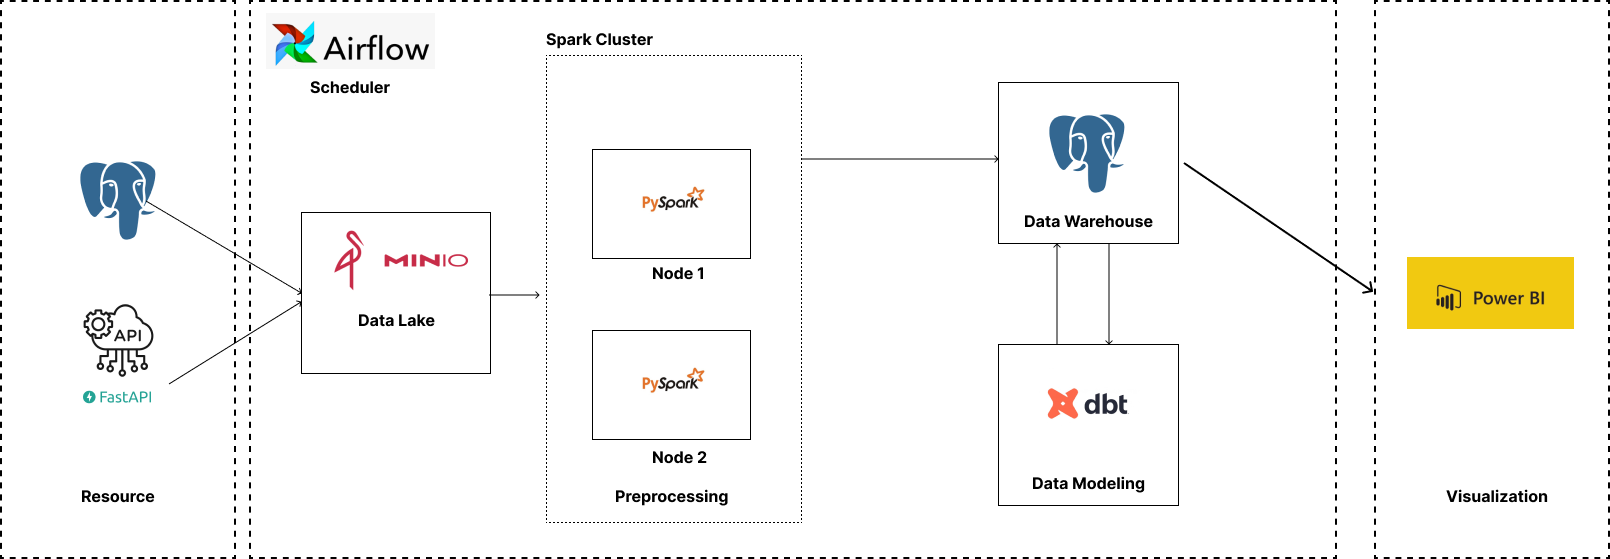 Airflow
Scheduler
Spark Cluster
API
FastAPI
Resource
MINIO
Data Lake
PySpark
Node 1
PySpark
Node 2
Preprocessing
Data Warehouse
dbt
Data Modeling
Power BI
Visualization